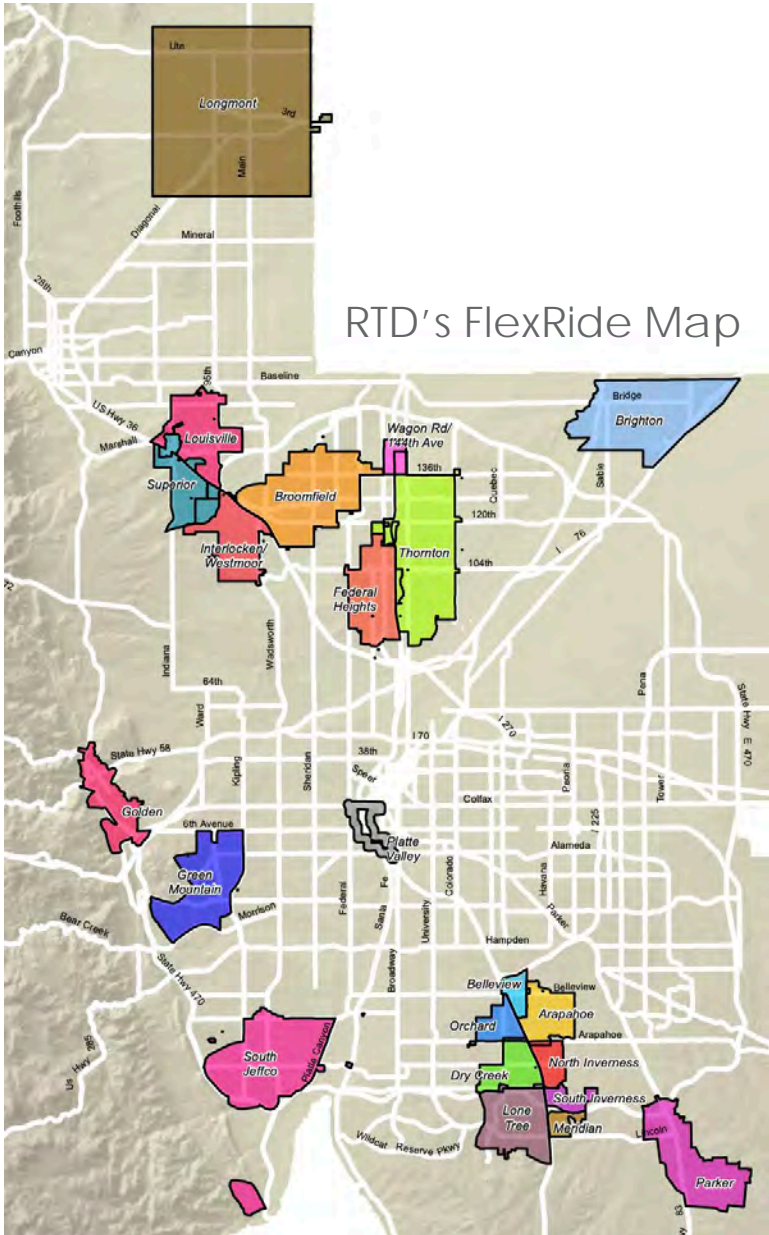 Ute
Longmont
3rd
Main
Foothills
Diagonal
Mineral
28th
RTD's FlexRide Map
Canyon
95th
Baseline
US Hwy 36
Bridge
Brighton
Marshall
Louisville
Wagon Rd/
144th Ave
136th
Quebec
Sable
Superior
Broomfield
120th
I 76
Interlocken/
Westmoor
Thornton
104th
Federal
Heights
72
Indiana
Wadsworth
64th
Ward
Pena
State Hwy E 470
State Hwy 58
I 70
I 270
38th
Kipling
Sheridan
Speer
Peoria
Tower
Golden
Colfax
I 225
6th Avenue
Platte
Valley
Alameda
Green
Mountain
Federal
Santa Fe
Colorado
Havana
Morrison
University
Parker
Bear Creek
Hampden
State Hwy 470
Broadway
Belleview
Belleview
Orchard
Arapahoe
Arapahoe
Us Hwy 285
South
Jeffco
Platte Canyon
Dry Creek
North Inverness
South Inverness
Lone
Tree
Meridian
Lincoln
Wildcat Reserve Pkwy
Parker
83